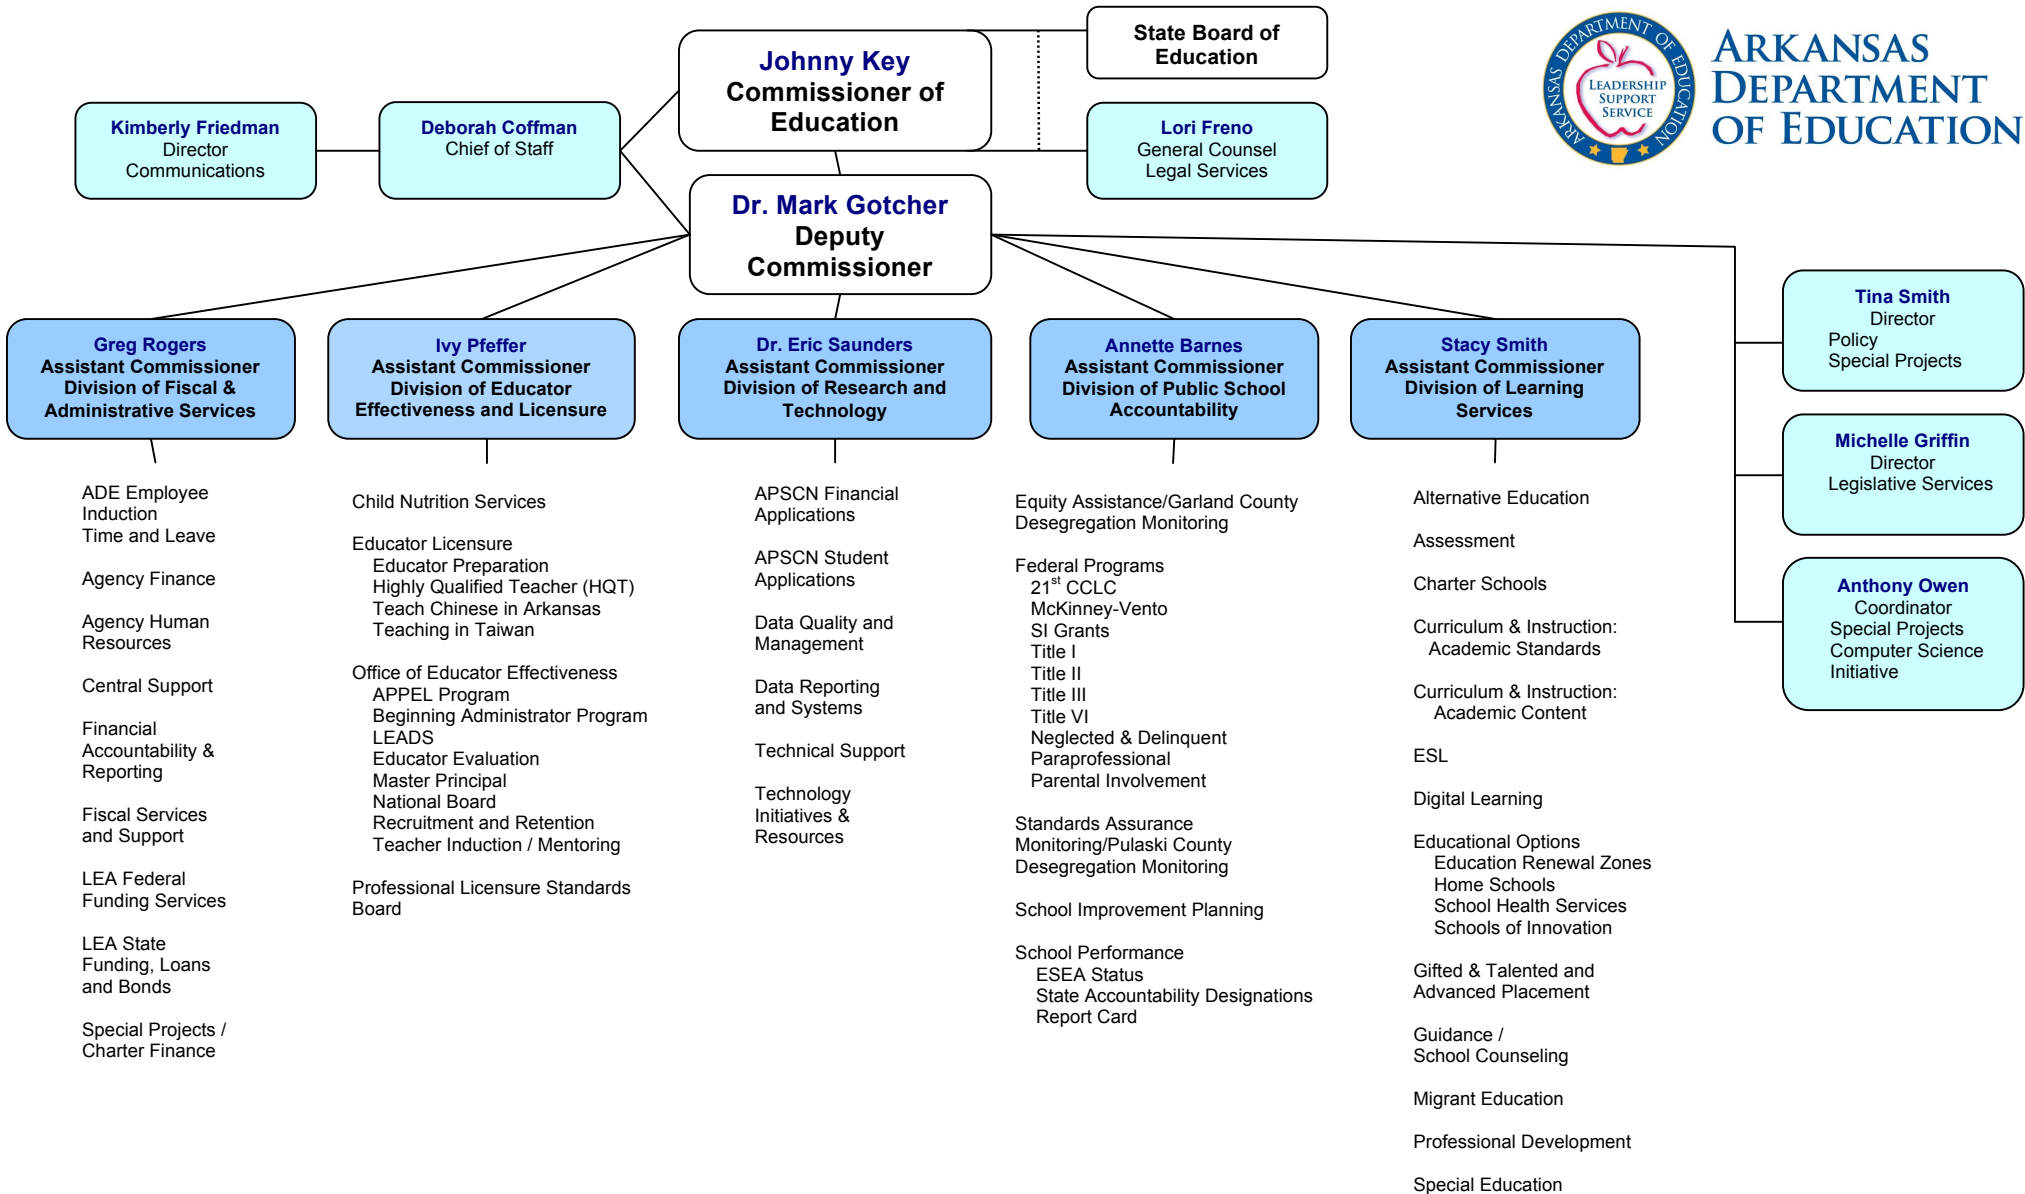 State Board of
Education
Johnny Key
Commissioner of
Education
Kimberly Friedman
Director
Communications
Deborah Coffman
Chief of Staff
Lori Freno
General Counsel
Legal Services
ARKANSAS DEPARTMENT OF EDUCATION
LEADERSHIP
SUPPORT
SERVICE
ARKANSAS
DEPARTMENT
OF EDUCATION
Dr. Mark Gotcher
Deputy
Commissioner
Greg Rogers
Assistant Commissioner
Division of Fiscal &
Administrative Services
ADE Employee
Induction
Time and Leave
Agency Finance
Agency Human
Resources
Central Support
Financial
Accountability &
Reporting
Fiscal Services
and Support
LEA Federal
Funding Services
LEA State
Funding, Loans
and Bonds
Special Projects /
Charter Finance
Ivy Pfeffer
Assistant Commissioner
Division of Educator
Effectiveness and Licensure
Child Nutrition Services
Educator Licensure
Educator Preparation
Highly Qualified Teacher (HQT)
Teach Chinese in Arkansas
Teaching in Taiwan
Office of Educator Effectiveness
APPEL Program
Beginning Administrator Program
LEADS
Educator Evaluation
Master Principal
National Board
Recruitment and Retention
Teacher Induction / Mentoring
Professional Licensure Standards
Board
Dr. Eric Saunders
Assistant Commissioner
Division of Research and
Technology
APSCN Financial
Applications
APSCN Student
Applications
Data Quality and
Management
Data Reporting
and Systems
Technical Support
Technology
Initiatives &
Resources
Annette Barnes
Assistant Commissioner
Division of Public School
Accountability
Equity Assistance/Garland County
Desegregation Monitoring
Federal Programs
21st CCLC
McKinney-Vento
SI Grants
Title I
Title II
Title III
Title VI
Neglected & Delinquent
Paraprofessional
Parental Involvement
Standards Assurance
Monitoring/Pulaski County
Desegregation Monitoring
School Improvement Planning
School Performance
ESEA Status
State Accountability Designations
Report Card
Stacy Smith
Assistant Commissioner
Division of Learning
Services
Alternative Education
Assessment
Charter Schools
Curriculum & Instruction:
Academic Standards
Curriculum & Instruction:
Academic Content
ESL
Digital Learning
Educational Options
Education Renewal Zones
Home Schools
School Health Services
Schools of Innovation
Gifted & Talented and
Advanced Placement
Guidance /
School Counseling
Migrant Education
Professional Development
Special Education
Tina Smith
Director
Policy
Special Projects
Michelle Griffin
Director
Legislative Services
Anthony Owen
Coordinator
Special Projects
Computer Science
Initiative